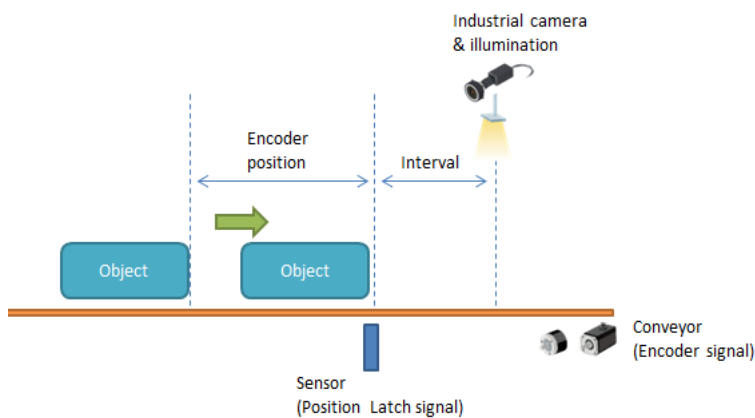 Industrial camera
& illumination
Encoder
position
Interval
Object
Object
Conveyor
(Encoder signal)
Sensor
(Position Latch signal)